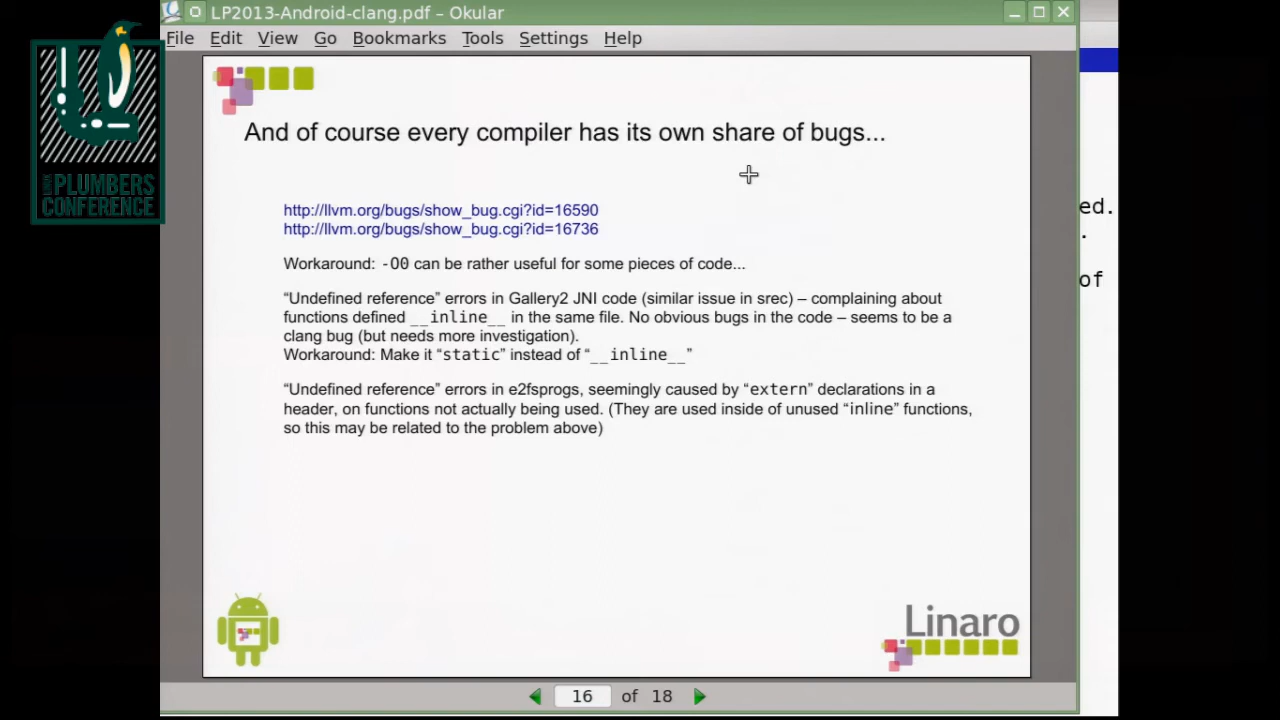 LP2013-Android-clang.pdf – Okular
File Edit View Go Bookmarks Tools Settings Help
LINUX
PLUMBERS
CONFERENCE
And of course every compiler has its own share of bugs...
http://llvm.org/bugs/show_bug.cgi?id=16590
http://llvm.org/bugs/show_bug.cgi?id=16736
Workaround: -O0 can be rather useful for some pieces of code...
“Undefined reference” errors in Gallery2 JNI code (similar issue in srec) – complaining about
functions defined __inline__ in the same file. No obvious bugs in the code – seems to be a
clang bug (but needs more investigation).
Workaround: Make it “static” instead of “__inline__”
“Undefined reference” errors in e2fsprogs, seemingly caused by “extern” declarations in a
header, on functions not actually being used. (They are used inside of unused “inline” functions,
so this may be related to the problem above)
ed.
.
of
Linaro
16 of 18